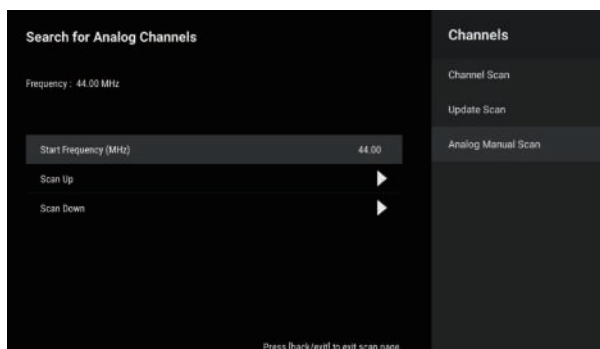 Search for Analog Channels
Frequency : 44.00 MHz
Start Frequency (MHz) 44.00
Scan Up
Scan Down
Press [back/exit] to exit scan page
Channels
Channel Scan
Update Scan
Analog Manual Scan